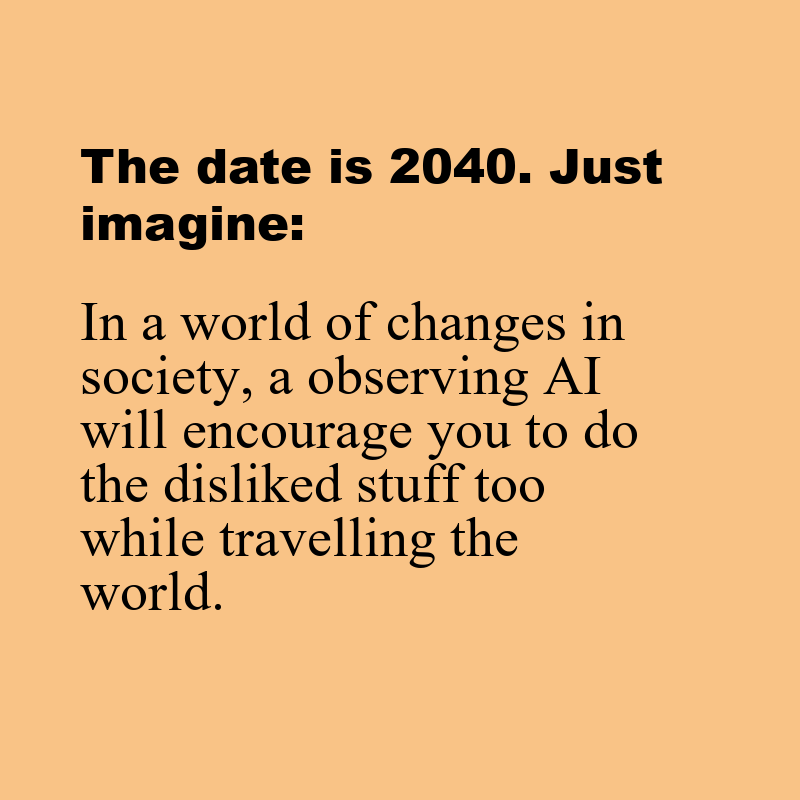 The date is 2040. Just
imagine:
In a world of changes in
society, a observing AI
will encourage you to do
the disliked stuff too
while travelling the
world.